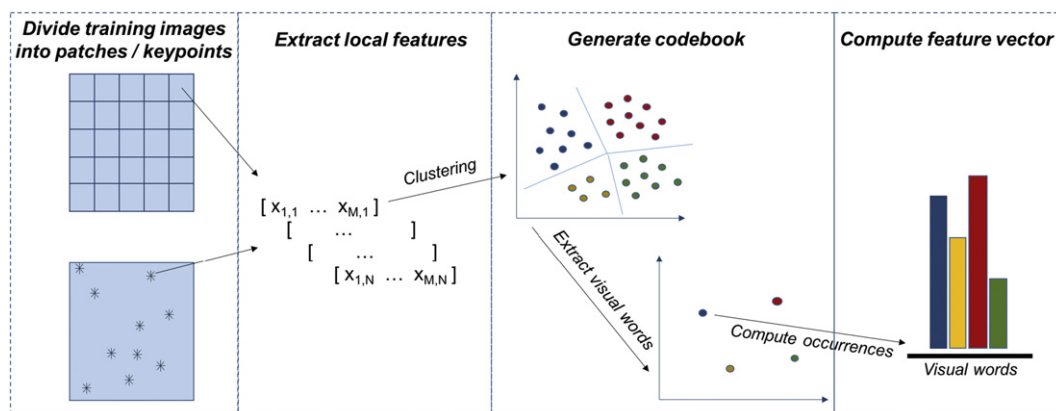 Divide training images
into patches / keypoints
Extract local features
Generate codebook
Compute feature vector
Clustering
[ x1,1 … xM,1 ]
[ … ]
[ … ]
[ x1,N … xM,N ]
Extract visual words
Compute occurrences
Visual words